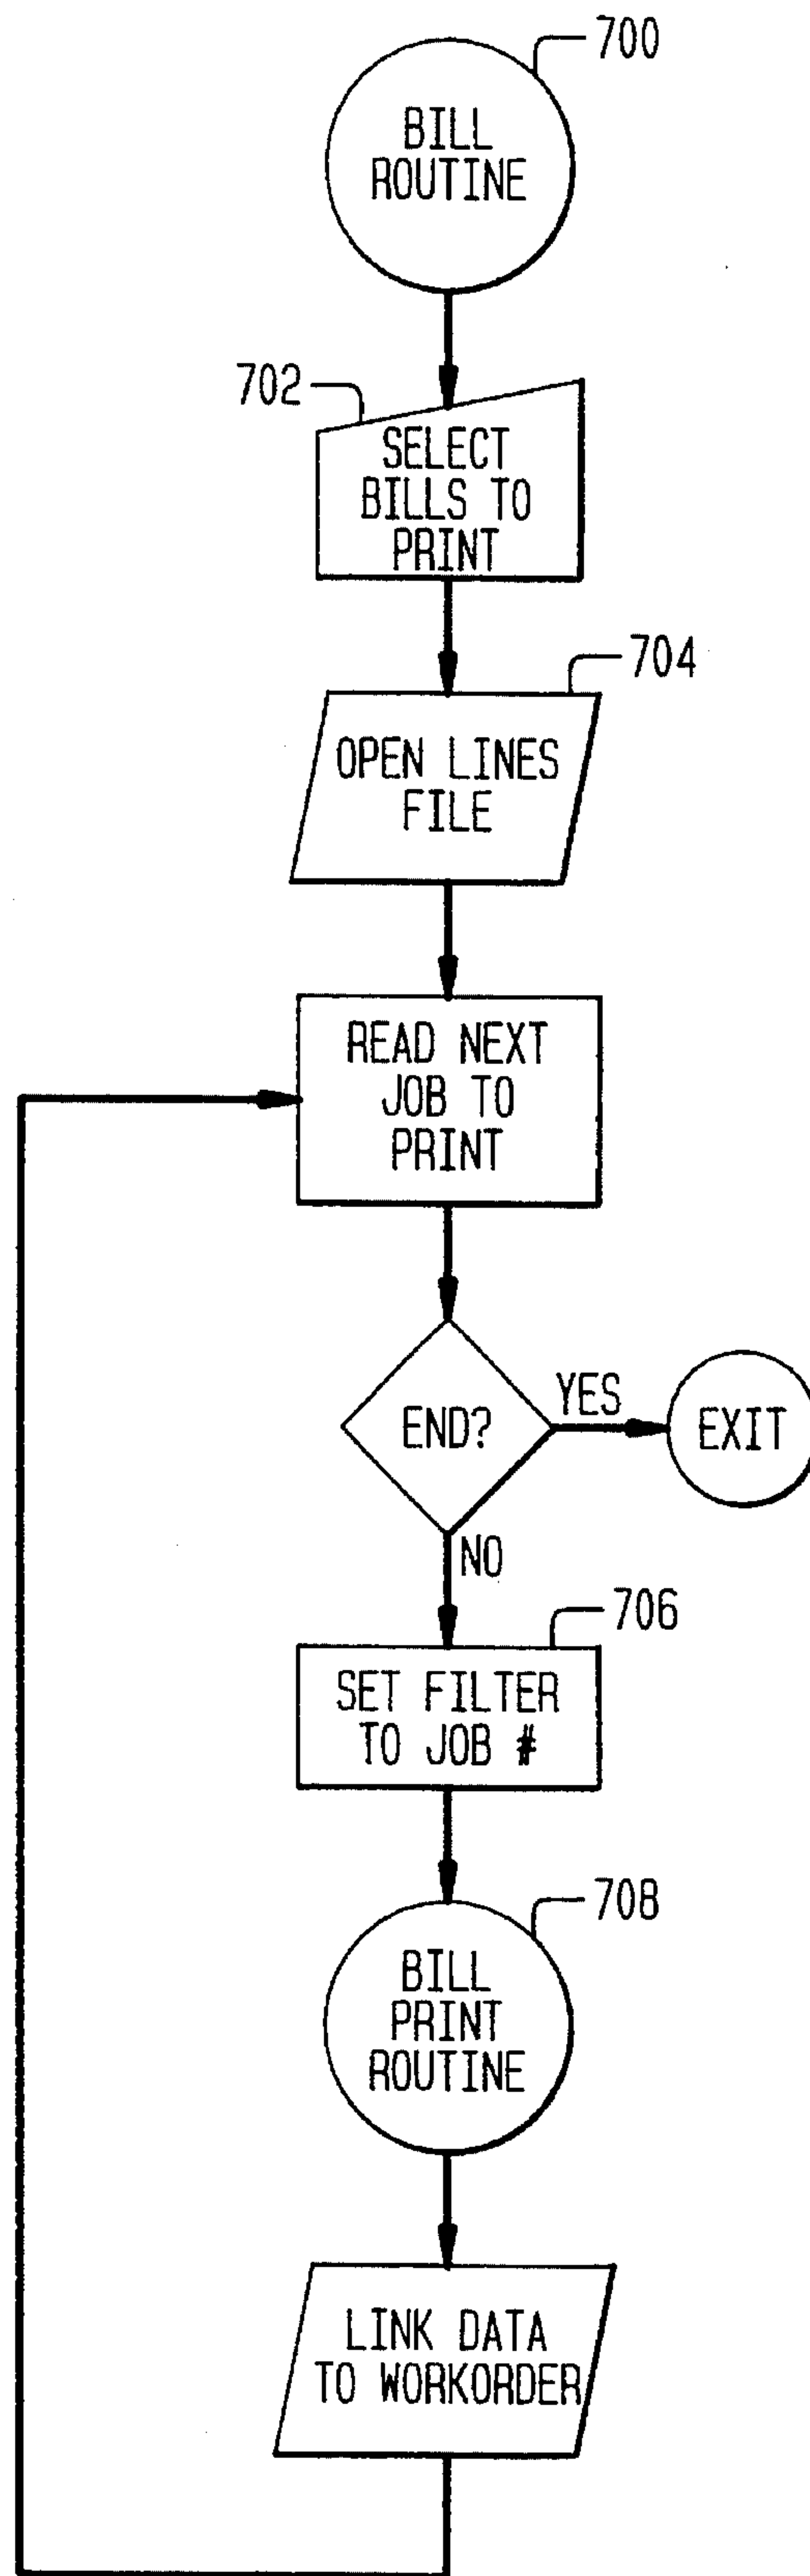 700
BILL
ROUTINE
702
SELECT
BILLS TO
PRINT
704
OPEN LINES
FILE
READ NEXT
JOB TO
PRINT
END?
YES
EXIT
NO
706
SET FILTER
TO JOB #
708
BILL
PRINT
ROUTINE
LINK DATA
TO WORKORDER